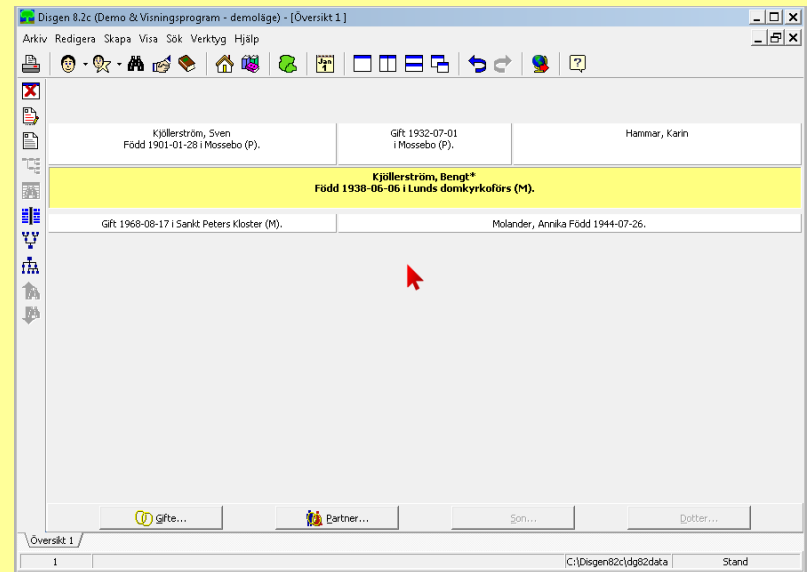 Disgen 8.2c (Demo & Visningsprogram - demoläge) - [Översikt 1 ]
Arkiv Redigera Skapa Visa Sök Verktyg Hjälp
Jan
1
Kjöllerström, Sven
Född 1901-01-28 i Mossebo (P).
Gift 1932-07-01
i Mossebo (P).
Hammar, Karin
Kjöllerström, Bengt*
Född 1938-06-06 i Lunds domkyrkoförs (M).
Gift 1968-08-17 i Sankt Peters Kloster (M).
Molander, Annika Född 1944-07-26.
Gifte...
Partner...
Son...
Dotter...
Översikt 1
1
C:\Disgen82c\dg82data
Stand